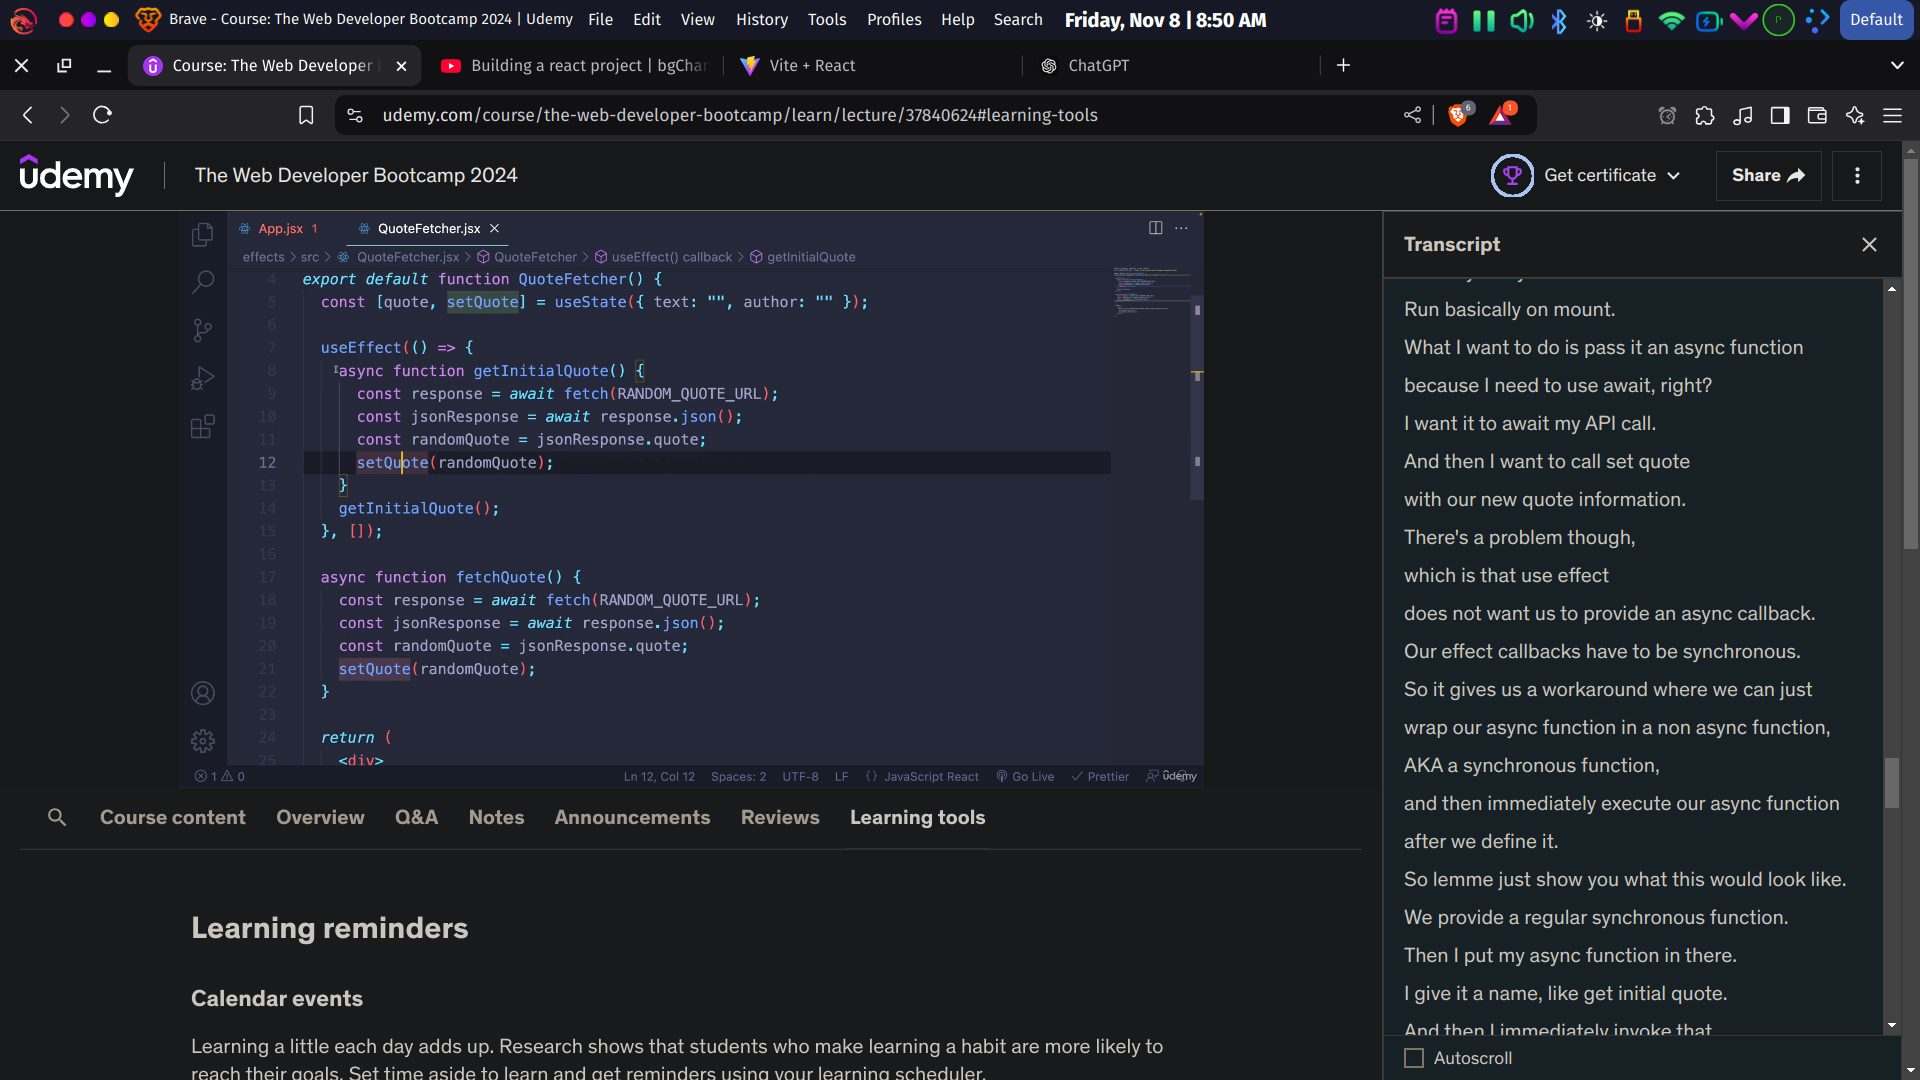 Brave - Course: The Web Developer Bootcamp 2024 | Udemy File Edit View History Tools Profiles Help Search Friday, Nov 8 | 8:50 AM Default
Course: The Web Developer Building a react project | bgChar Vite + React ChatGPT
udemy.com/course/the-web-developer-bootcamp/learn/lecture/37840624#learning-tools 6 1
udemy The Web Developer Bootcamp 2024 Get certificate Share
App.jsx 1 QuoteFetcher.jsx
effects > src > QuoteFetcher.jsx > QuoteFetcher > useEffect() callback > getInitialQuote
4 export default function QuoteFetcher() {
5 const [quote, setQuote] = useState({ text: "", author: "" });
6
7 useEffect(() => {
8 async function getInitialQuote() {
9 const response = await fetch(RANDOM_QUOTE_URL);
10 const jsonResponse = await response.json();
11 const randomQuote = jsonResponse.quote;
12 setQuote(randomQuote);
13 }
14 getInitialQuote();
15 }, []);
16
17 async function fetchQuote() {
18 const response = await fetch(RANDOM_QUOTE_URL);
19 const jsonResponse = await response.json();
20 const randomQuote = jsonResponse.quote;
21 setQuote(randomQuote);
22 }
23
24 return (
25 <div>
1 0 Ln 12, Col 12 Spaces: 2 UTF-8 LF {} JavaScript React Go Live Prettier udemy
Course content Overview Q&A Notes Announcements Reviews Learning tools
Learning reminders
Calendar events
Learning a little each day adds up. Research shows that students who make learning a habit are more likely to
reach their goals. Set time aside to learn and get reminders using your learning scheduler.
Transcript
Run basically on mount.
What I want to do is pass it an async function
because I need to use await, right?
I want it to await my API call.
And then I want to call set quote
with our new quote information.
There's a problem though,
which is that use effect
does not want us to provide an async callback.
Our effect callbacks have to be synchronous.
So it gives us a workaround where we can just
wrap our async function in a non async function,
AKA a synchronous function,
and then immediately execute our async function
after we define it.
So lemme just show you what this would look like.
We provide a regular synchronous function.
Then I put my async function in there.
I give it a name, like get initial quote.
And then I immediately invoke that
Autoscroll